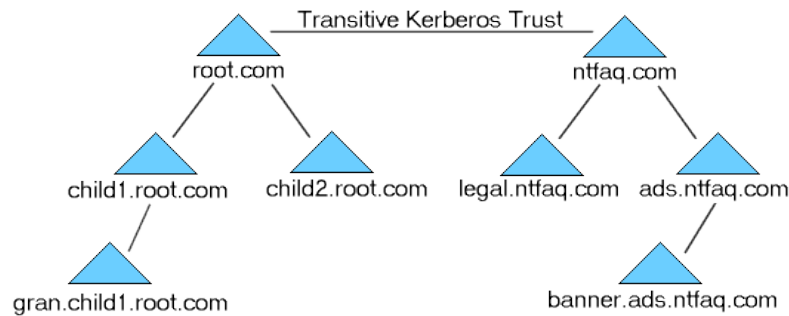 Transitive Kerberos Trust
root.com
ntfaq.com
child1.root.com
child2.root.com
legal.ntfaq.com
ads.ntfaq.com
gran.child1.root.com
banner.ads.ntfaq.com